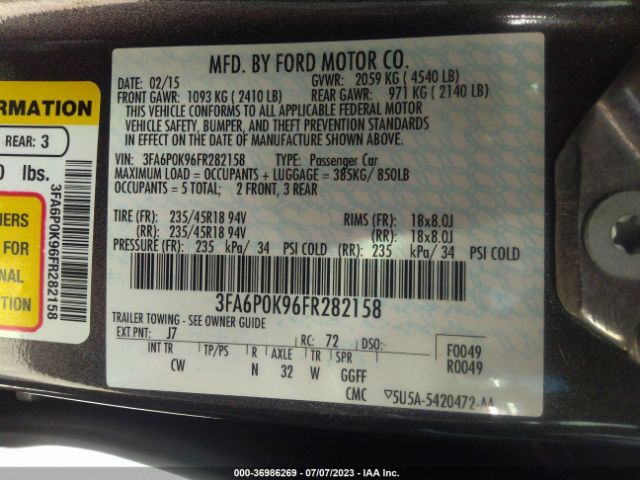 MFD. BY FORD MOTOR CO.
DATE: 02/15 GVWR: 2059 KG ( 4540 LB)
FRONT GAWR: 1093 KG ( 2410 LB) REAR GAWR: 971 KG ( 2140 LB)
THIS VEHICLE CONFORMS TO ALL APPLICABLE FEDERAL MOTOR
VEHICLE SAFETY, BUMPER, AND THEFT PREVENTION STANDARDS
IN EFFECT ON THE DATE OF MANUFACTURE SHOWN ABOVE.
VIN: 3FA6P0K96FR282158 TYPE: Passenger Car
MAXIMUM LOAD = OCCUPANTS + LUGGAGE = 385KG/ 850LB
OCCUPANTS = 5 TOTAL; 2 FRONT, 3 REAR
TIRE (FR): 235/45R18 94V RIMS (FR): 18x8.0J
(RR): 235/45R18 94V (RR): 18x8.0J
PRESSURE (FR): 235 kPa/ 34 PSI COLD (RR): 235 kPa/ 34 PSI COLD
3FA6P0K96FR282158
TRAILER TOWING - SEE OWNER GUIDE
EXT PNT: J7 RC: 72 DSO: F0049
INT TR TP/PS R AXLE TR SPR R0049
CW N 32 W GGFF
CMC ▽5U5A-5420472-AA
ORMATION
REAR: 3
0 lbs.
3FA6P0K96FR282158
NERS
FOR
NAL
ION
000-36986269 - 07/07/2023 - IAA Inc.